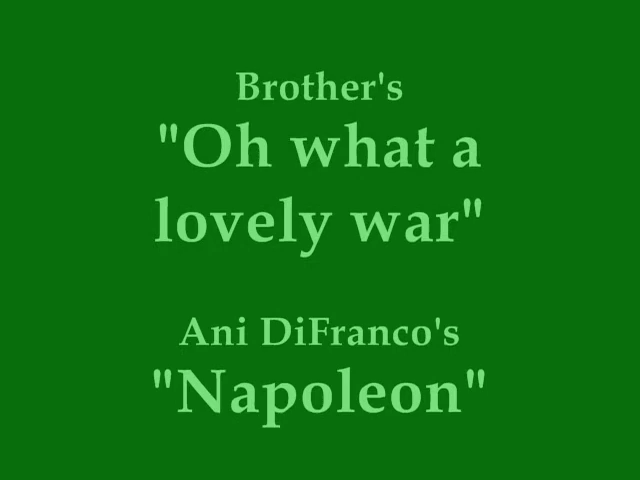 Brother's
"Oh what a
lovely war"
Ani DiFranco's
"Napoleon"